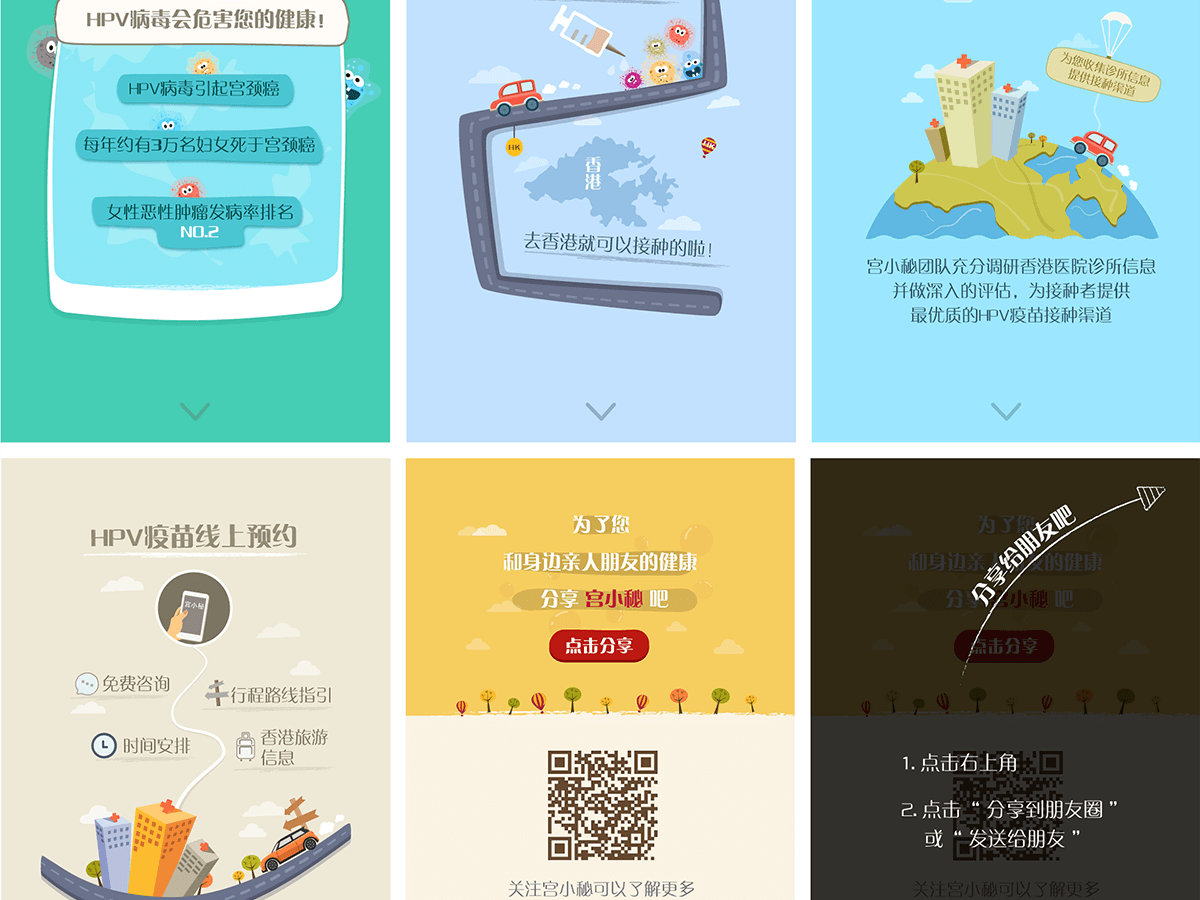 HPV病毒会危害您的健康!
HPV病毒引起宫颈癌
每年约有3万名妇女死于宫颈癌
女性恶性肿瘤发病率排名
NO.2
HK
香港
去香港就可以接种的啦!
为您收集诊所信息
提供接种渠道
宫小秘团队充分调研香港医院诊所信息
并做深入的评估，为接种者提供
最优质的HPV疫苗接种渠道
HPV疫苗线上预约
宫小秘
免费咨询
行程路线指引
时间安排
香港旅游
信息
为了您
和身边亲人朋友的健康
分享 宫小秘 吧
点击分享
关注宫小秘可以了解更多
为了您
和身边亲人朋友的健康
分享 宫小秘 吧
点击分享
分享给朋友吧
1. 点击右上角
2. 点击“分享到朋友圈”
或“发送给朋友”
关注宫小秘可以了解更多